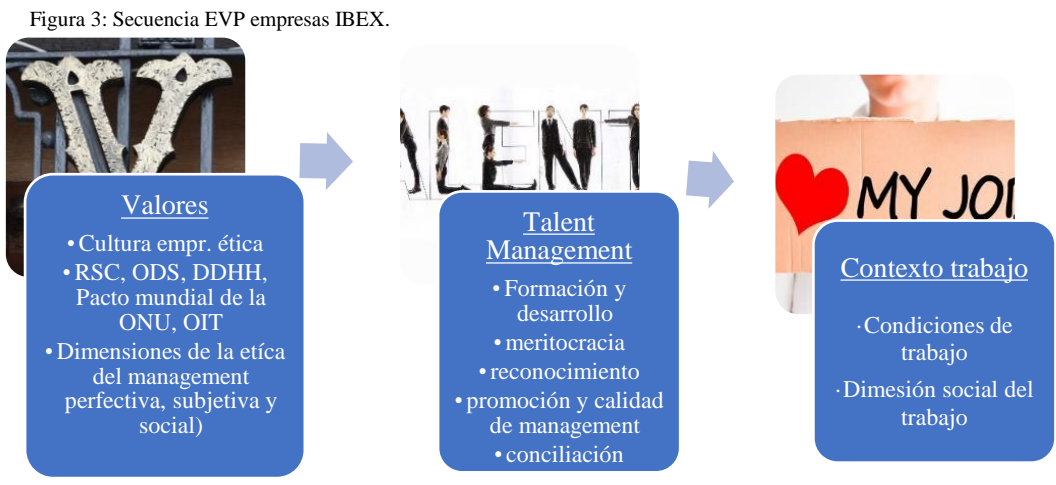 Figura 3: Secuencia EVP empresas IBEX.
V
Valores
• Cultura empr. ética
• RSC, ODS, DDHH,
Pacto mundial de la
ONU, OIT
• Dimensiones de la etíca
del management
perfectiva, subjetiva y
social)
ALENT
Talent
Management
• Formación y
desarrollo
• meritocracia
• reconocimiento
• promoción y calidad
de management
• conciliación
MY JO
Contexto trabajo
·Condiciones de
trabajo
·Dimesión social del
trabajo